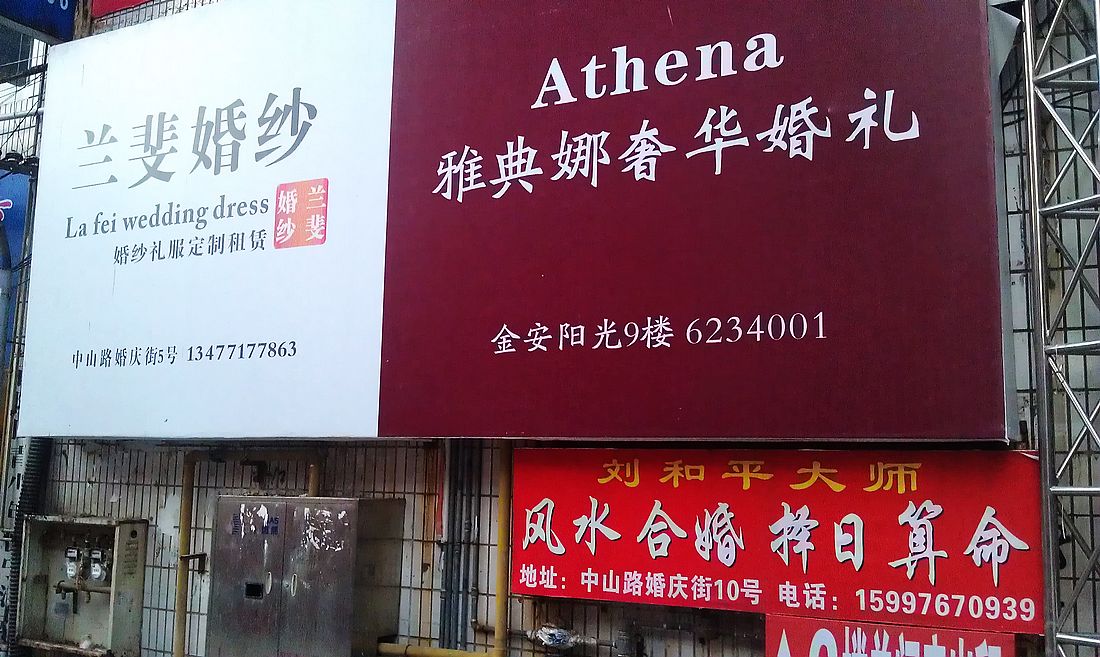 兰斐婚纱
La fei wedding dress
兰斐
婚纱
婚纱礼服定制租赁
中山路婚庆街5号 13477177863
Athena
雅典娜奢华婚礼
金安阳光9楼 6234001
刘和平大师
风水合婚 择日算命
地址：中山路婚庆街10号 电话：15997670939